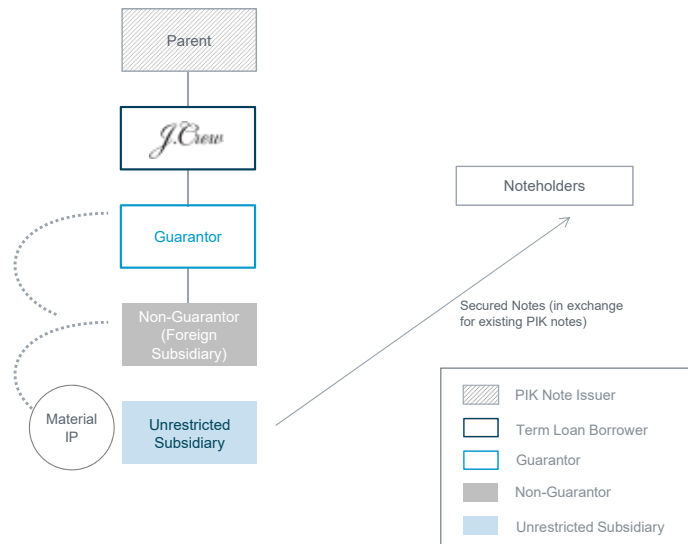 Parent
J.Crew
Noteholders
Guarantor
Secured Notes (in exchange
for existing PIK notes)
Non-Guarantor
(Foreign
Subsidiary)
Material
IP
Unrestricted
Subsidiary
PIK Note Issuer
Term Loan Borrower
Guarantor
Non-Guarantor
Unrestricted Subsidiary